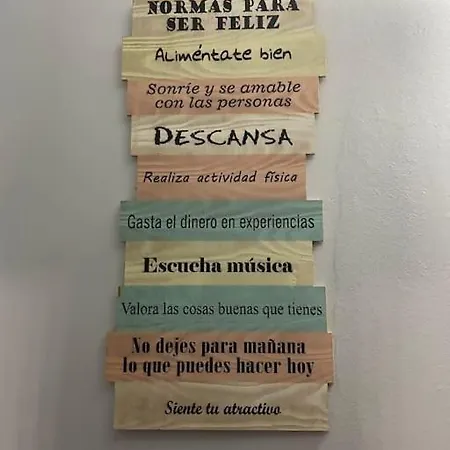 NORMAS PARA
SER FELIZ
Aliméntate bien
Sonríe y se amable
con las personas
DESCANSA
Realiza actividad física
Gasta el dinero en experiencias
Escucha música
Valora las cosas buenas que tienes
No dejes para mañana
lo que puedes hacer hoy
Siente tu atractivo